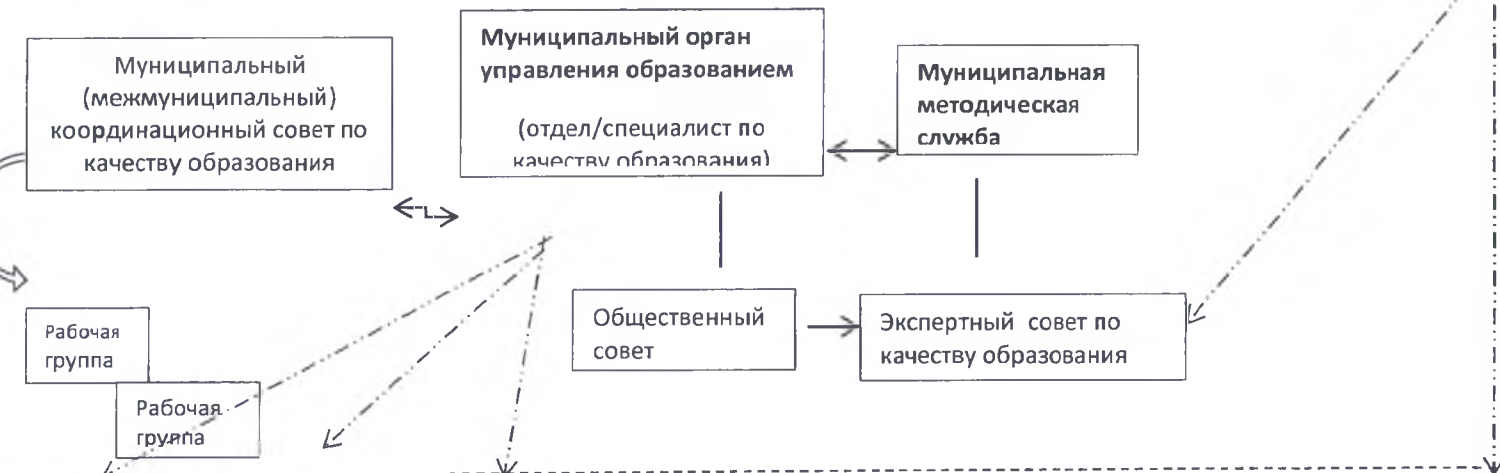 Муниципальный
(межмуниципальный)
координационный совет по
качеству образования
Муниципальный орган
управления образованием
(отдел/специалист по
качеству образования)
Муниципальная
методическая
служба
Общественный
совет
Экспертный совет по
качеству образования
Рабочая
группа
Рабочая
группа